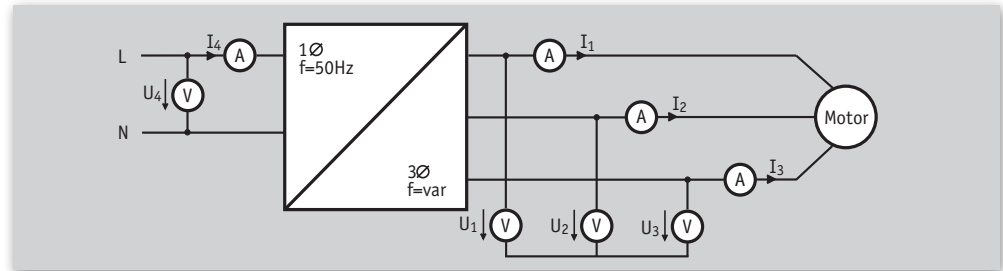 L
I4
A
1Ø
f=50Hz
U4
V
N
3Ø
f=var
A
I1
A
I2
A
I3
Motor
U1
V
U2
V
U3
V